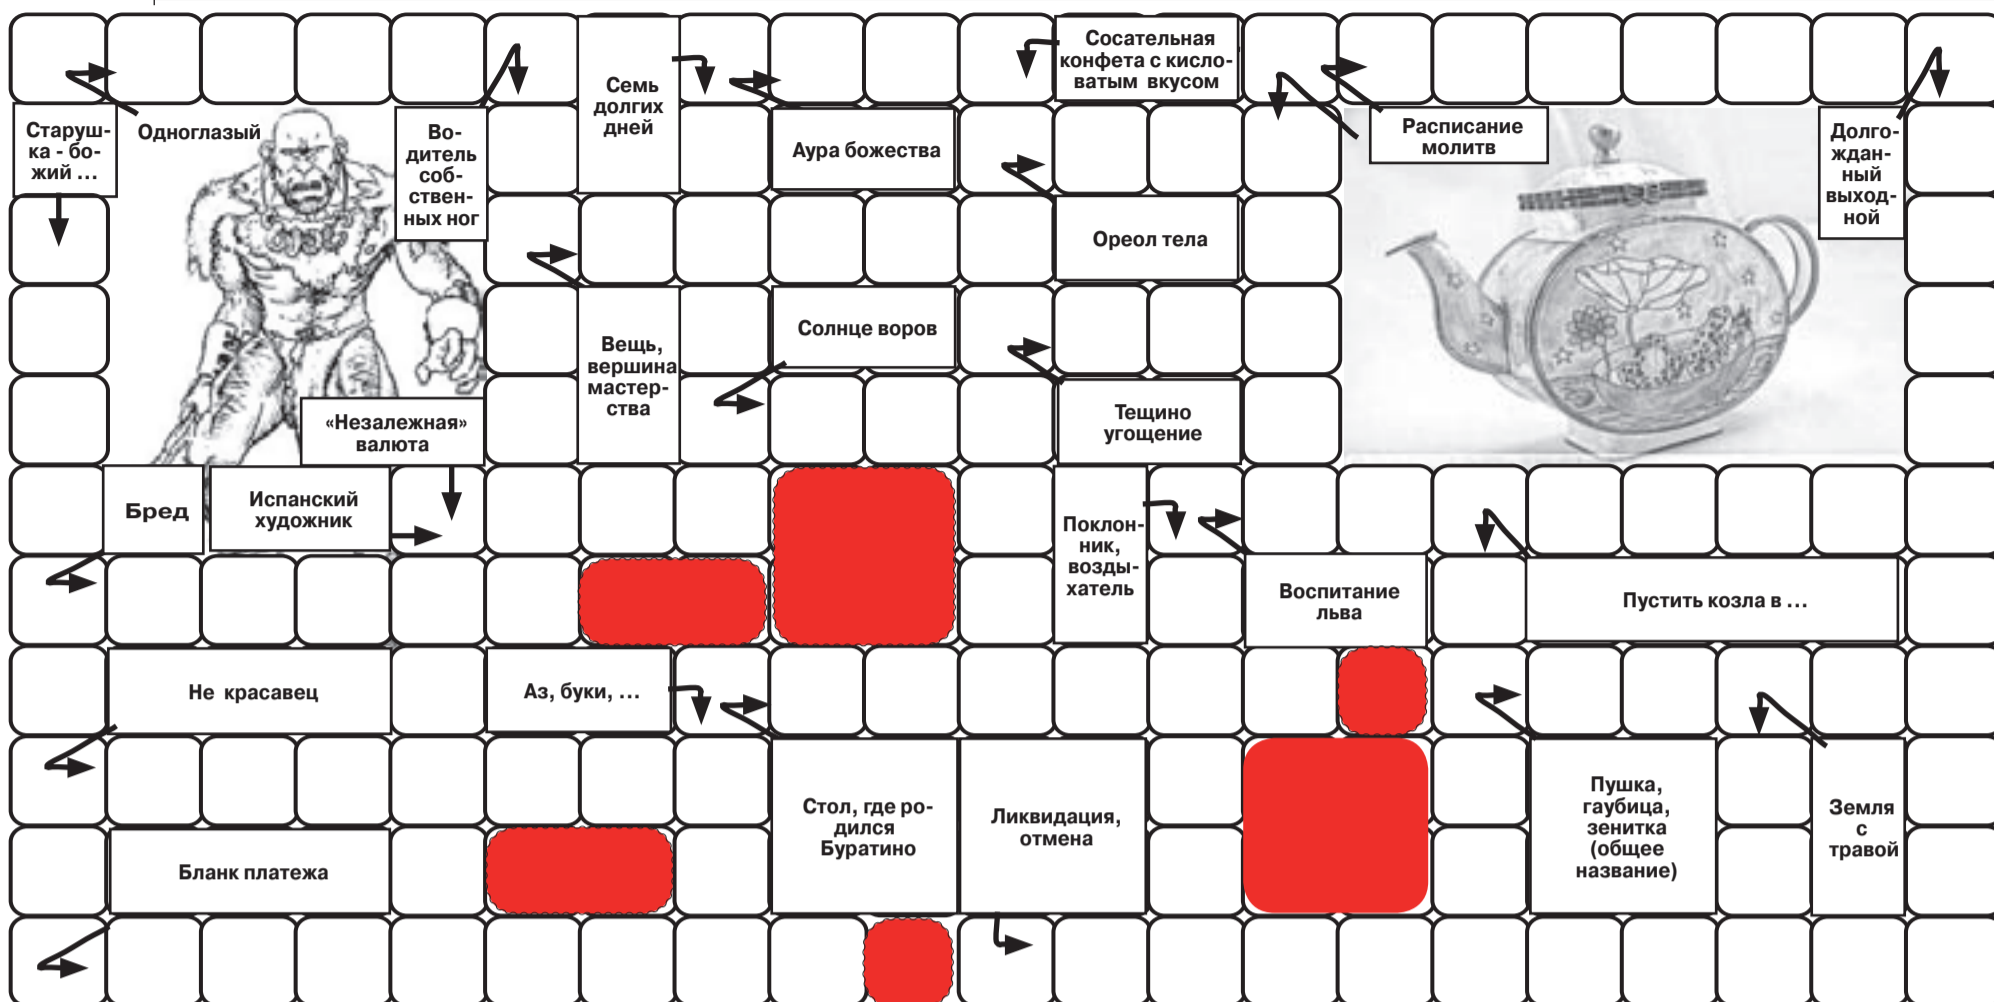 Сосательная
конфета с кисло-
ватым вкусом
Семь
долгих
дней
Старуш-
ка - бо-
жий ...
Одноглазый
Во-
дитель
соб-
ствен-
ных ног
Аура божества
Расписание
молитв
Долго-
ждан-
ный
выход-
ной
Ореол тела
Вещь,
вершина
мастер-
ства
Солнце воров
«Незалежная»
валюта
Тещино
угощение
Бред
Испанский
художник
Поклон-
ник,
возды-
хатель
Воспитание
льва
Пустить козла в ...
Не красавец
Аз, буки, ...
Стол, где ро-
дился
Буратино
Ликвидация,
отмена
Пушка,
гаубица,
зенитка
(общее
название)
Земля
с
травой
Бланк платежа